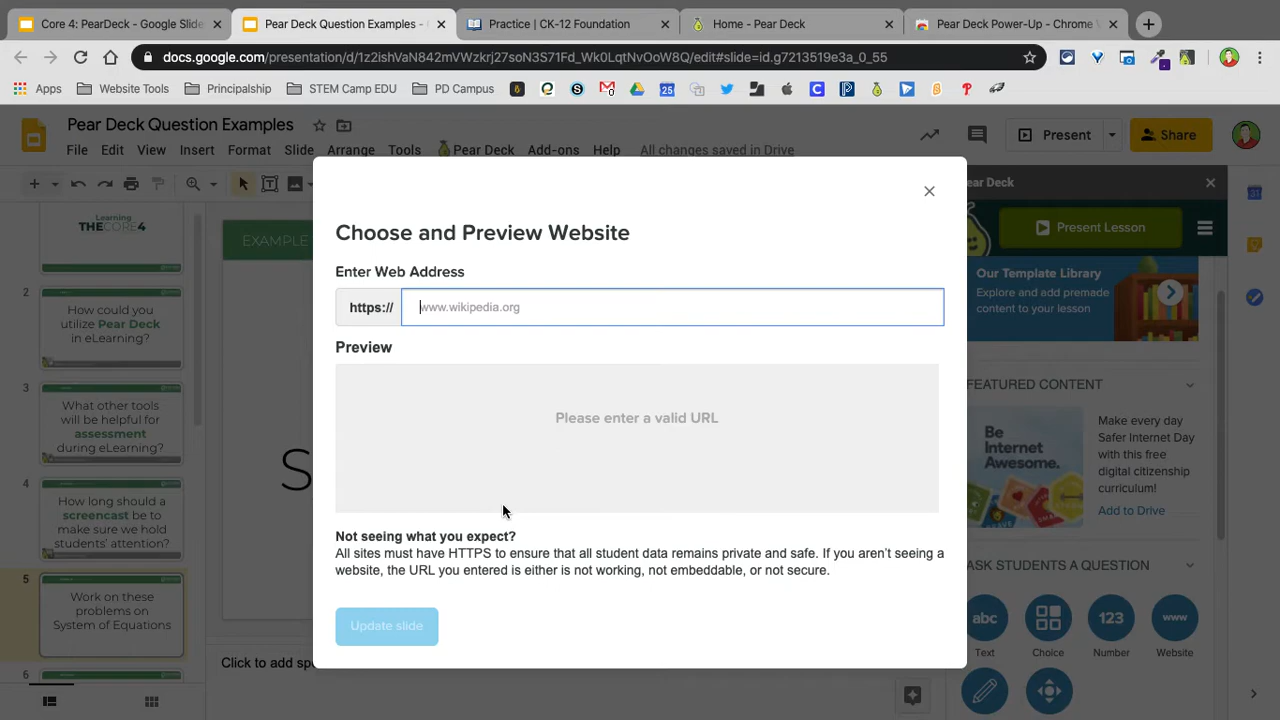 Core 4: PearDeck - Google Slide
Pear Deck Question Examples -
Practice | CK-12 Foundation
Home - Pear Deck
Pear Deck Power-Up - Chrome
docs.google.com/presentation/d/1z2ishVaN842mVWzkrj27soN3S71Fd_Wk0LqtNvOoW8Q/edit#slide=id.g7213519e3a_0_55
Apps
Website Tools
Principalship
STEM Camp EDU
PD Campus
Pear Deck Question Examples
File Edit View Insert Format Slide Arrange Tools Pear Deck Add-ons Help All changes saved in Drive
Present
Share
Learning
THECORE4
2
How could you
utilize Pear Deck
in eLearning?
3
What other tools
will be helpful for
assessment
during eLearning?
4
How long should a
screencast be to
make sure we hold
students' attention?
5
Work on these
problems on
System of Equations
6
EXAMPLE
S
Click to add sp
Choose and Preview Website
Enter Web Address
https:// www.wikipedia.org
Preview
Please enter a valid URL
Not seeing what you expect?
All sites must have HTTPS to ensure that all student data remains private and safe. If you aren't seeing a
website, the URL you entered is either is not working, not embeddable, or not secure.
Update slide
ear Deck
Present Lesson
Our Template Library
Explore and add premade
content to your lesson
FEATURED CONTENT
Be
Internet
Awesome.
Make every day
Safer Internet Day
with this free
digital citizenship
curriculum!
Add to Drive
ASK STUDENTS A QUESTION
abc
123
www
Text
Choice
Number
Website